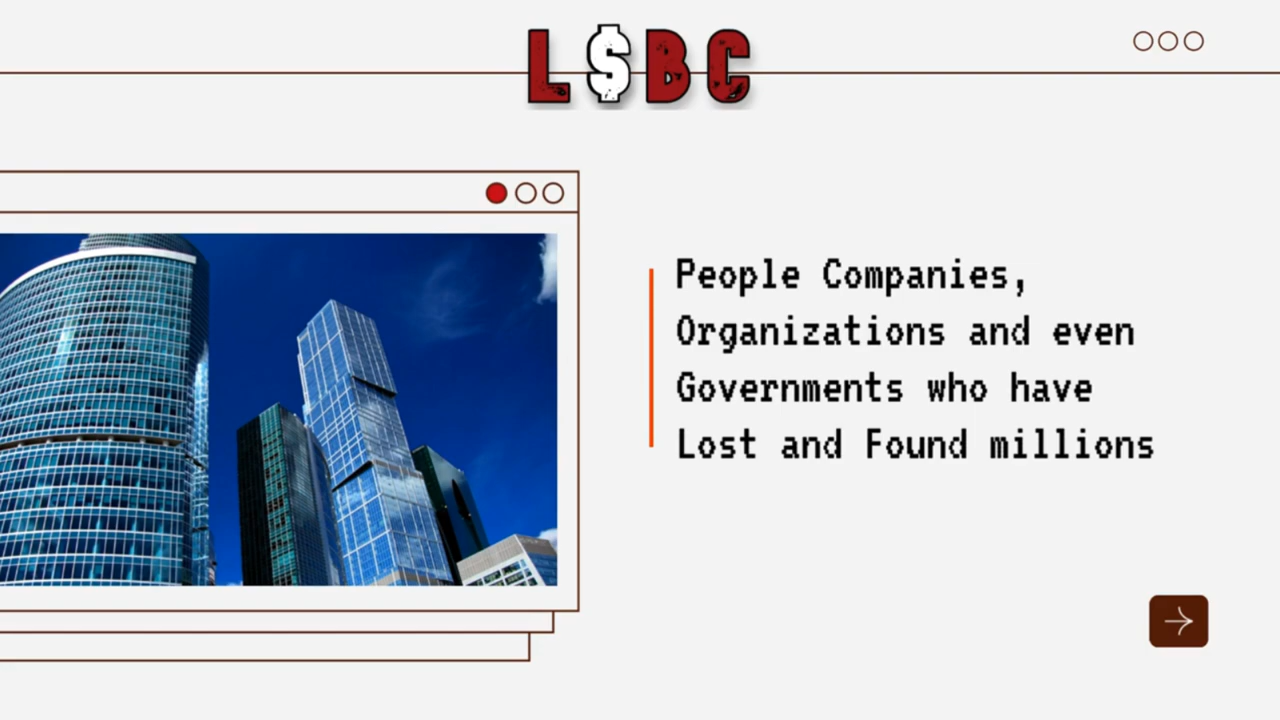 L$BC
People Companies,
Organizations and even
Governments who have
Lost and Found millions